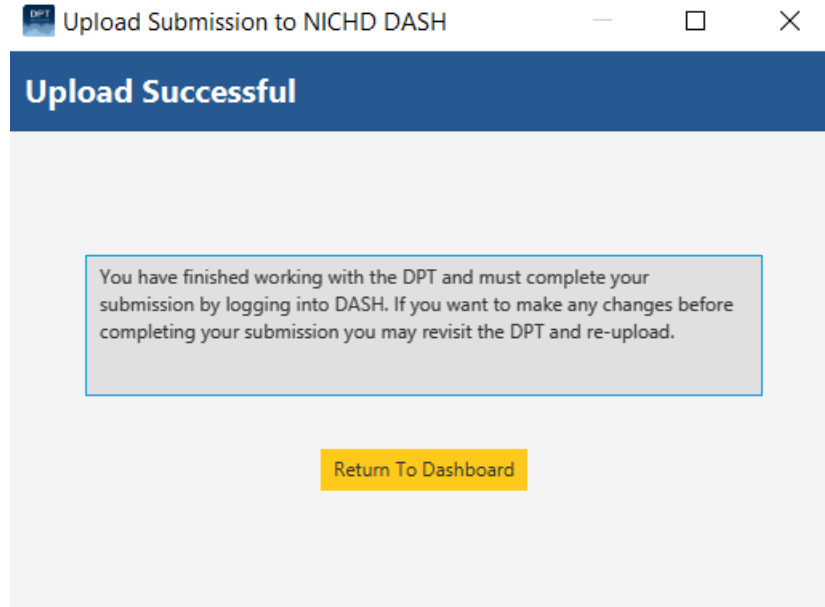 DPT
Upload Submission to NICHD DASH
Upload Successful
You have finished working with the DPT and must complete your
submission by logging into DASH. If you want to make any changes before
completing your submission you may revisit the DPT and re-upload.
Return To Dashboard